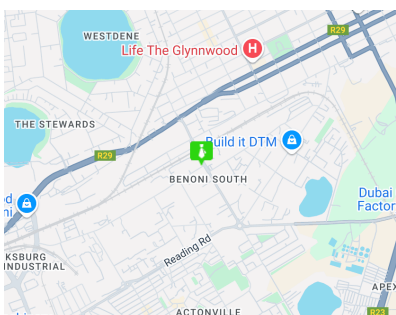 R29
WESTDENE
Life The Glynnwood
H
THE STEWARDS
Build it DTM
R29
BENONI SOUTH
Dubai
Factor
Reading Rd
KSBURG
INDUSTRIAL
APEX
ACTONVILLE
R23